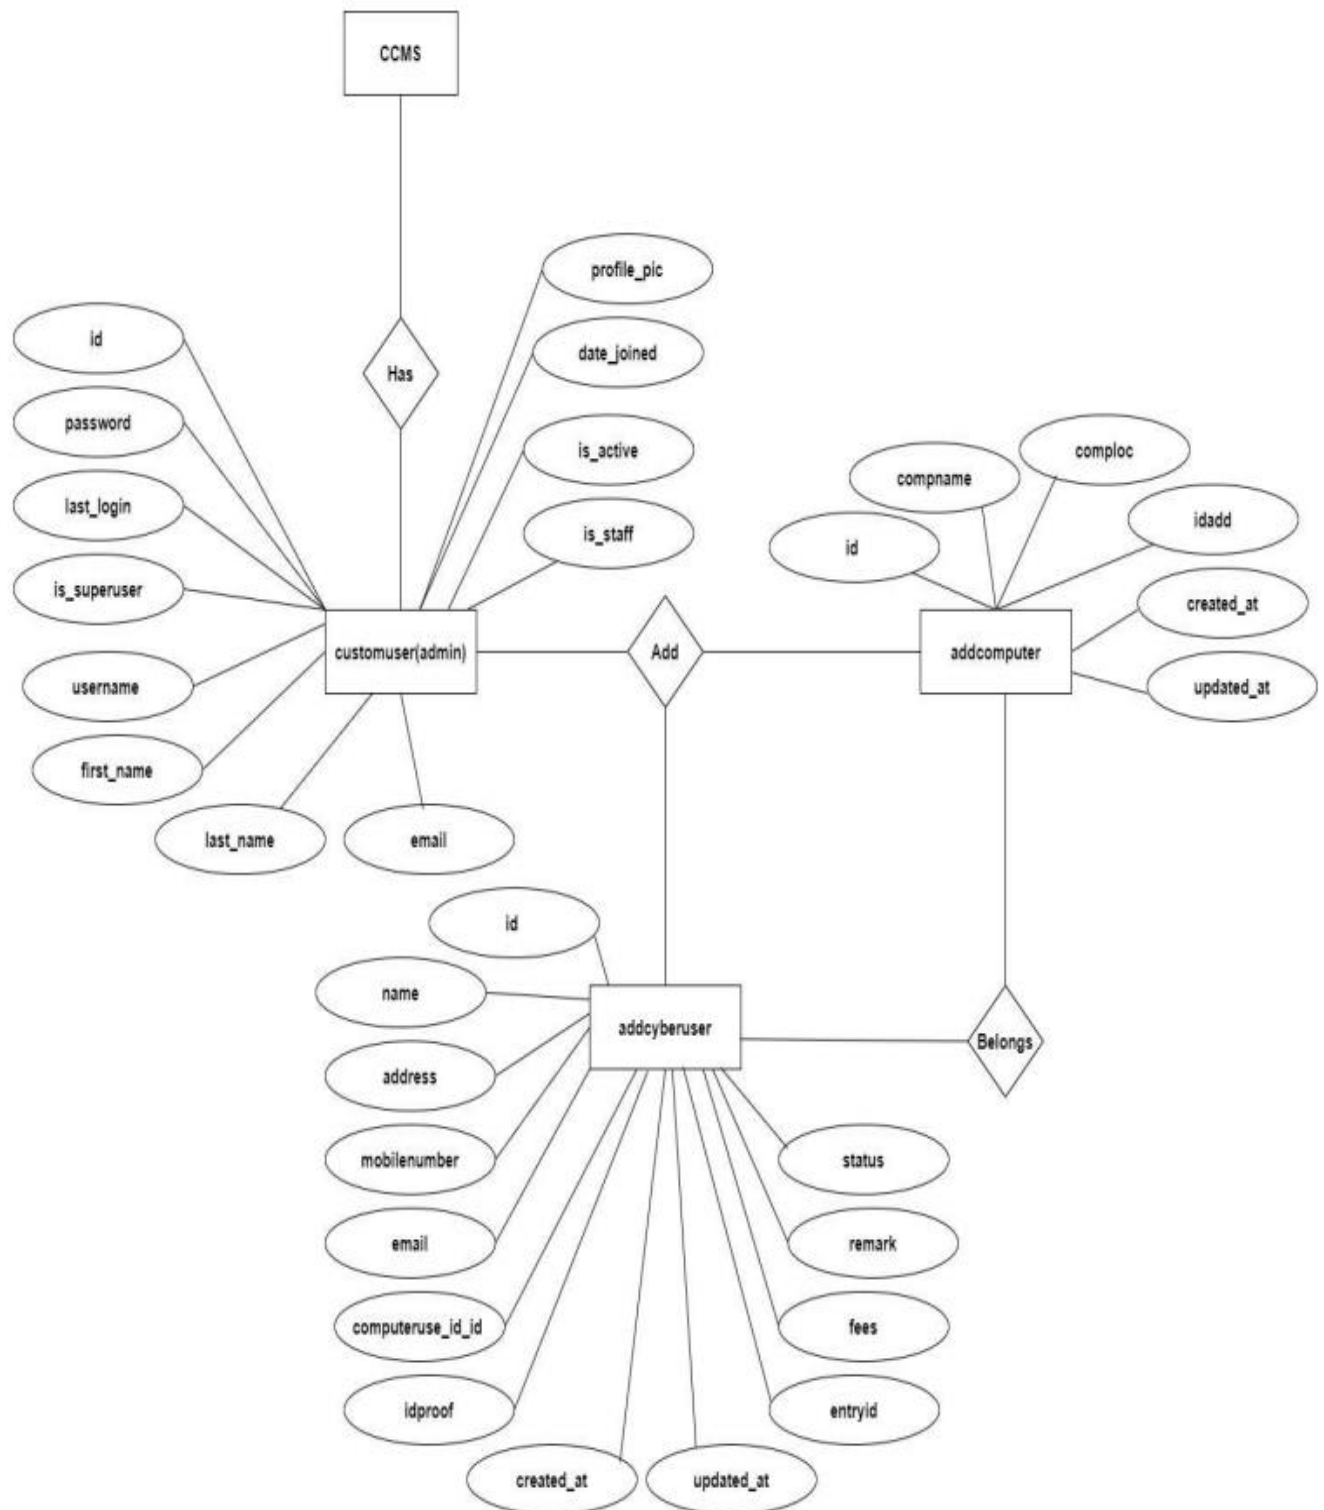 CCMS
profile_pic
id
date_joined
Has
password
is_active
comploc
compname
last_login
idadd
is_staff
id
is_superuser
created_at
customuser(admin)
Add
addcomputer
username
updated_at
first_name
last_name
email
id
name
addcyberuser
Belongs
address
mobilenumber
status
email
remark
computeruse_id_id
fees
idproof
entryid
created_at
updated_at